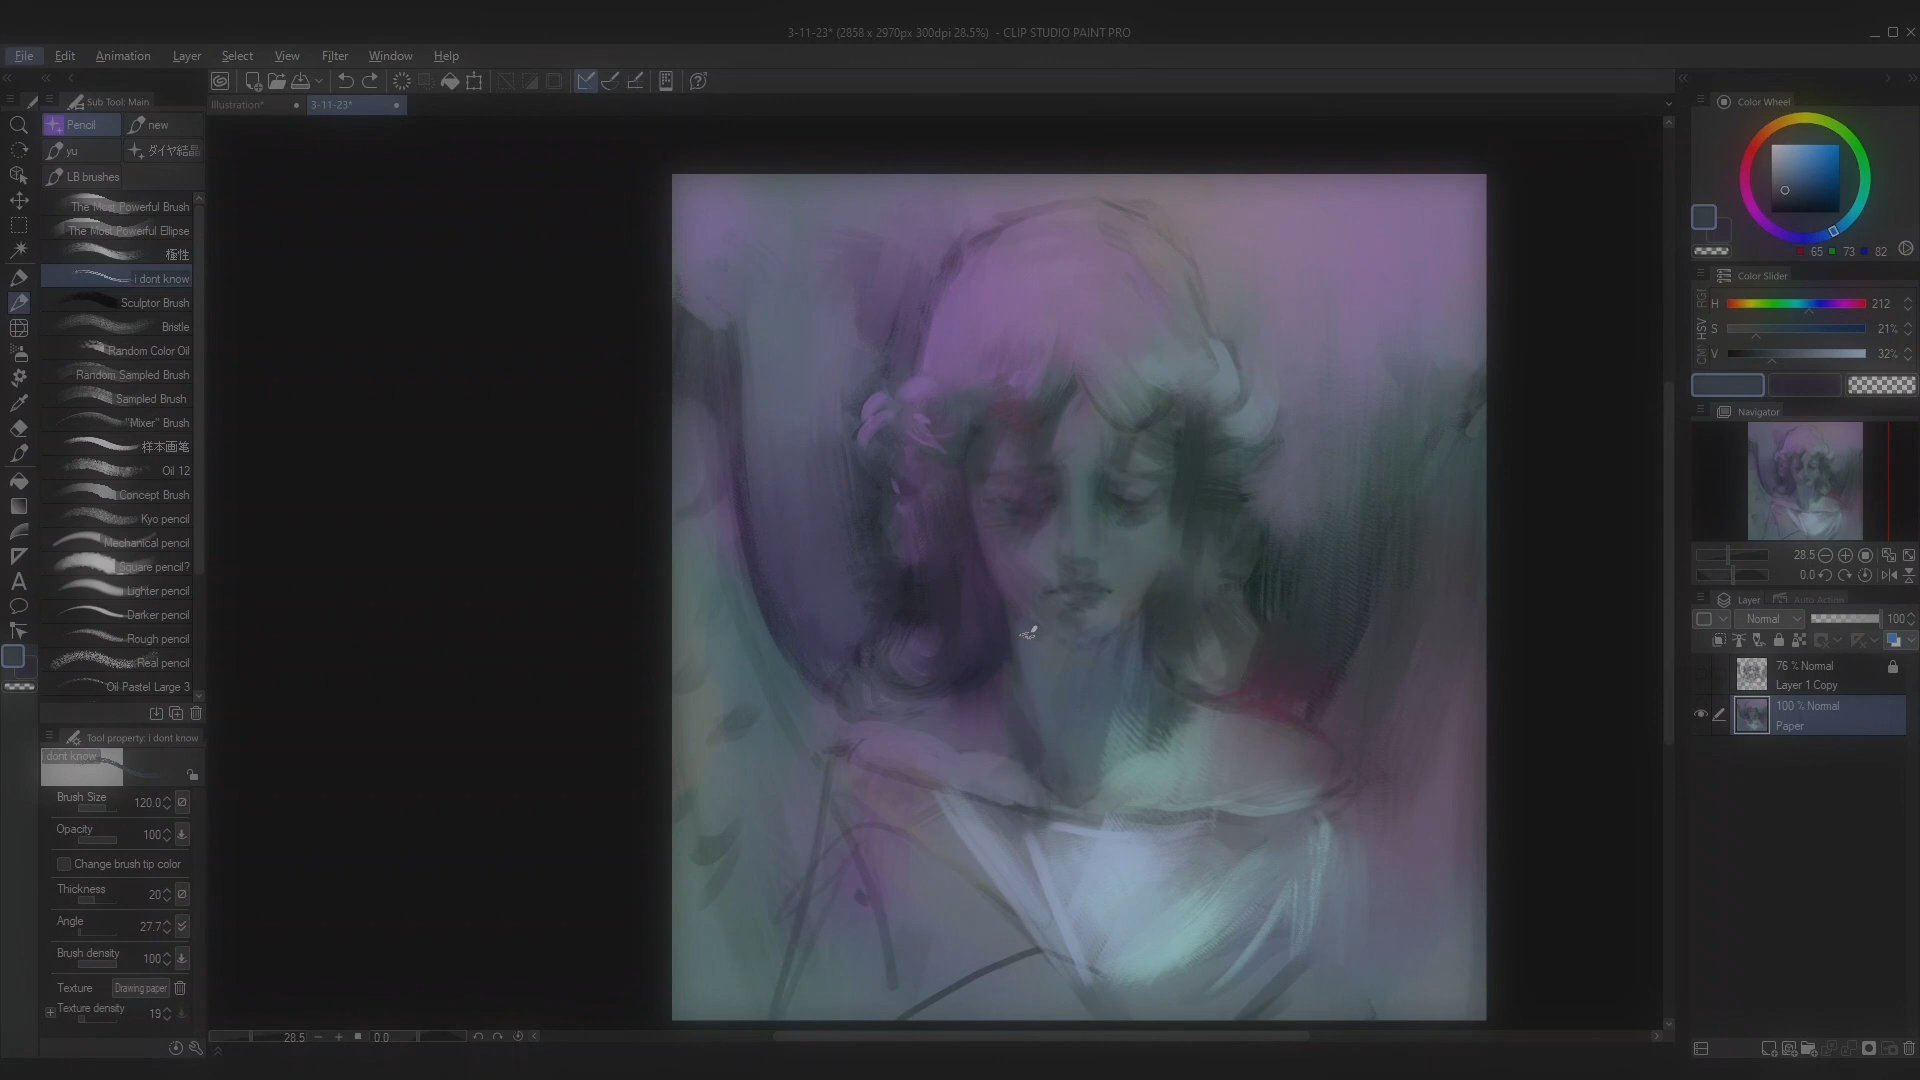 3-11-23* (2858 x 2970px 300dpi 28.5%) - CLIP STUDIO PAINT PRO
File Edit Animation Layer Select View Filter Window Help
Sub Tool: Main
Illustration*
3-11-23*
Pencil
new
yu
ダイヤ結晶
LB brushes
The Most Powerful Brush
The Most Powerful Ellipse
極性
i dont know
Sculptor Brush
Bristle
Random Color Oil
Random Sampled Brush
Sampled Brush
"Mixer" Brush
样本画笔
Oil 12
Concept Brush
Kyo pencil
Mechanical pencil
Square pencil?
Lighter pencil
Darker pencil
Rough pencil
Real pencil
Oil Pastel Large 3
Tool property: i dont know
i dont know
Brush Size 120.0
Opacity 100
Change brush tip color
Thickness 20
Angle 27.7
Brush density 100
Texture Drawing paper
Texture density 19
28.5
0.0
Color Wheel
65 73 82
Color Slider
RGB
HSV
H 212
S 21%
V 32%
Navigator
28.5
0.0
Layer
Auto Action
Normal 100
76 % Normal
Layer 1 Copy
100 % Normal
Paper